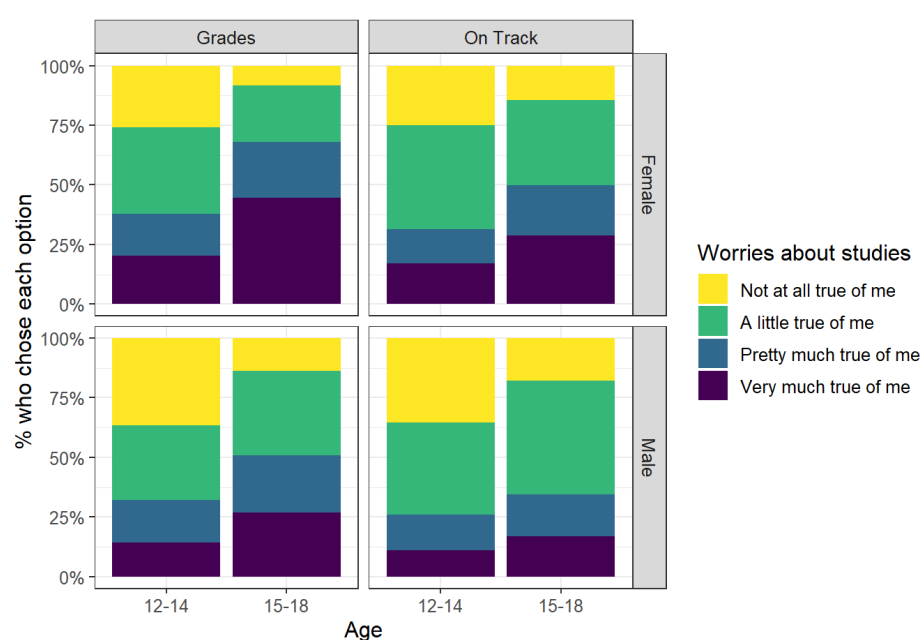 Grades
On Track
100%
75%
50%
25%
0%
Female
100%
75%
50%
25%
0%
Male
12-14
15-18
12-14
15-18
Age
% who chose each option
Worries about studies
Not at all true of me
A little true of me
Pretty much true of me
Very much true of me